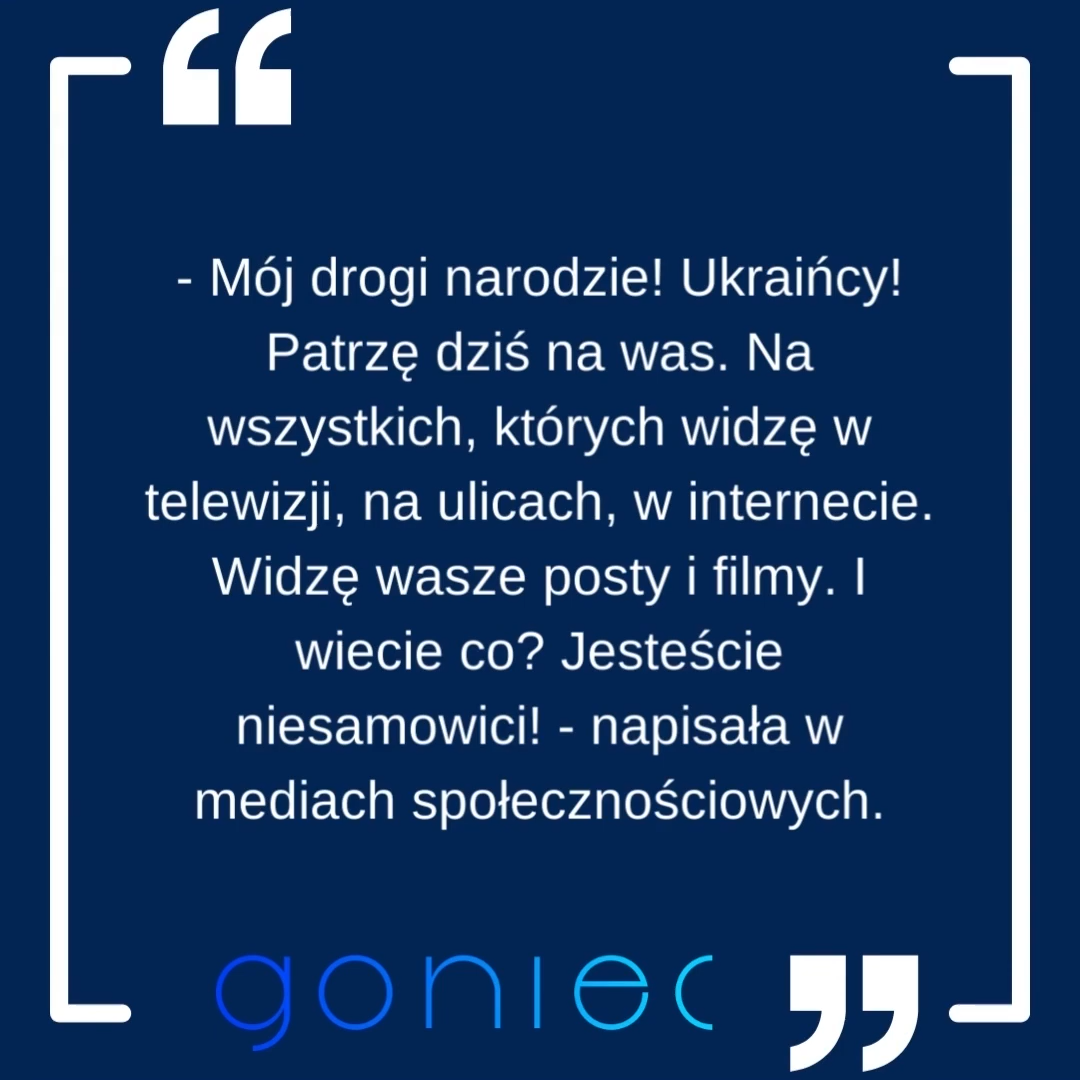 - Mój drogi narodzie! Ukraińcy!
Patrzę dziś na was. Na
wszystkich, których widzę w
telewizji, na ulicach, w internecie.
Widzę wasze posty i filmy. I
wiecie co? Jesteście
niesamowici! - napisała w
mediach społecznościowych.
goniec